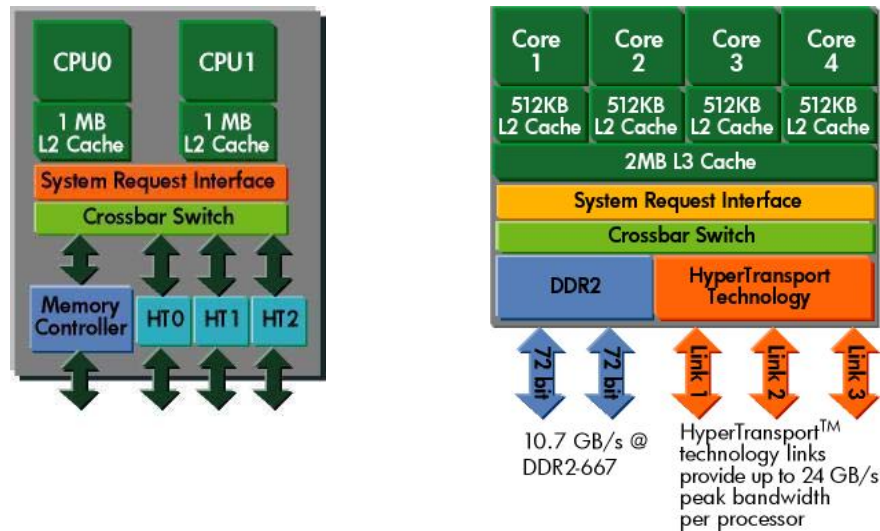 CPU0
CPU1
1 MB
L2 Cache
1 MB
L2 Cache
System Request Interface
Crossbar Switch
Memory
Controller
HT0
HT1
HT2
Core
1
Core
2
Core
3
Core
4
512KB
L2 Cache
512KB
L2 Cache
512KB
L2 Cache
512KB
L2 Cache
2MB L3 Cache
System Request Interface
Crossbar Switch
DDR2
HyperTransport
Technology
72 bit
72 bit
Link 1
Link 2
Link 3
10.7 GB/s @
DDR2-667
HyperTransport™
technology links
provide up to 24 GB/s
peak bandwidth
per processor